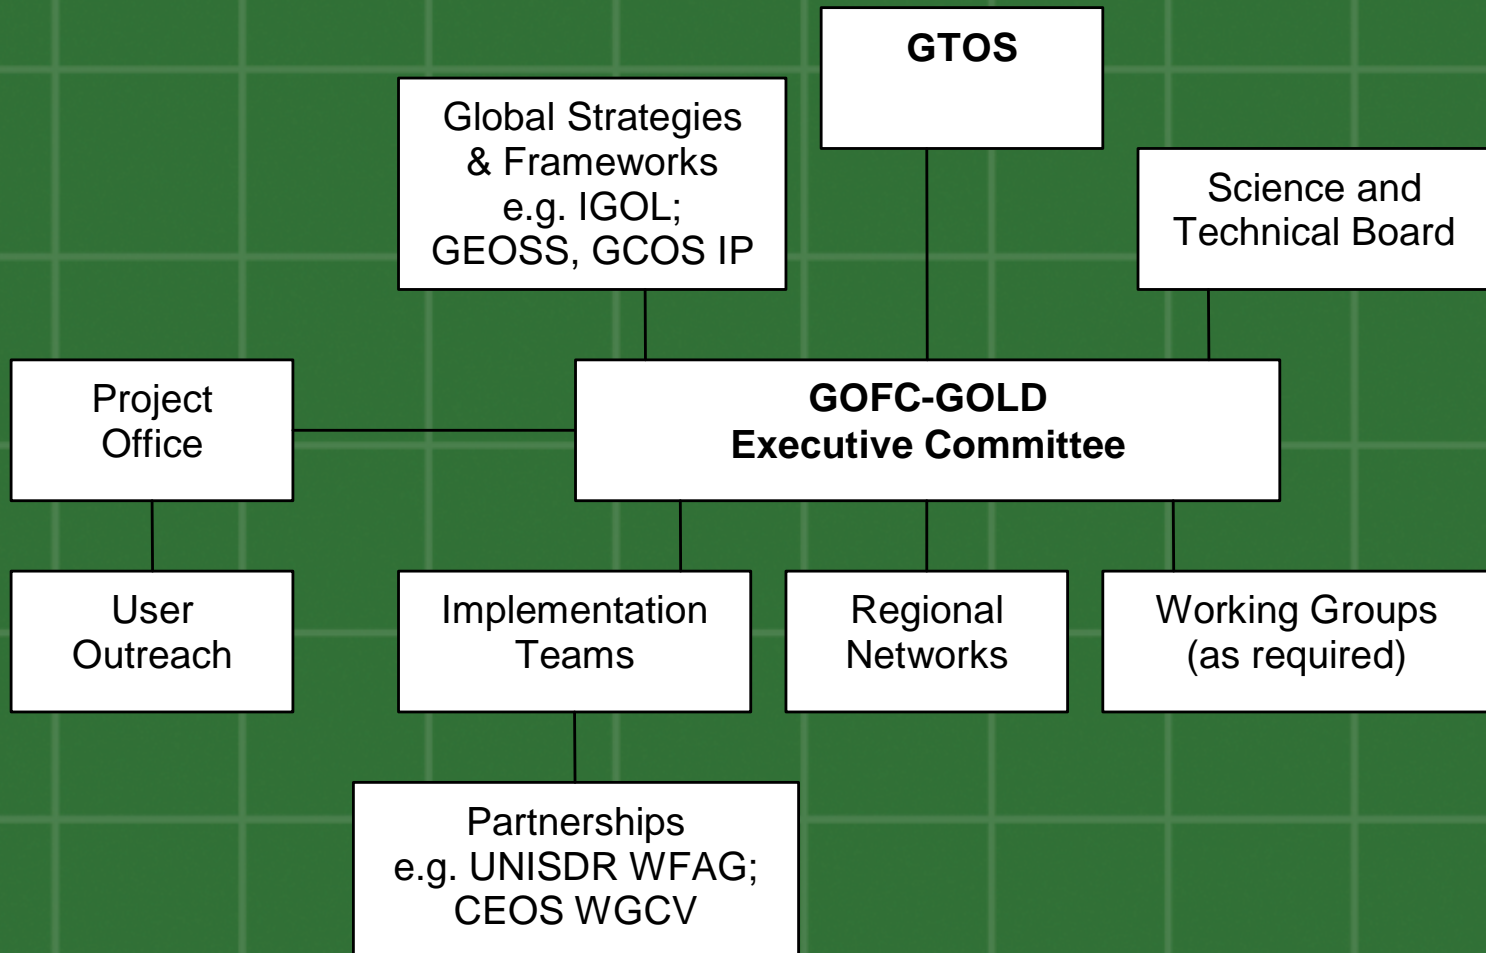 GTOS
Global Strategies
& Frameworks
e.g. IGOL;
GEOSS, GCOS IP
Science and
Technical Board
Project
Office
GOFC-GOLD
Executive Committee
User
Outreach
Implementation
Teams
Regional
Networks
Working Groups
(as required)
Partnerships
e.g. UNISDR WFAG;
CEOS WGCV